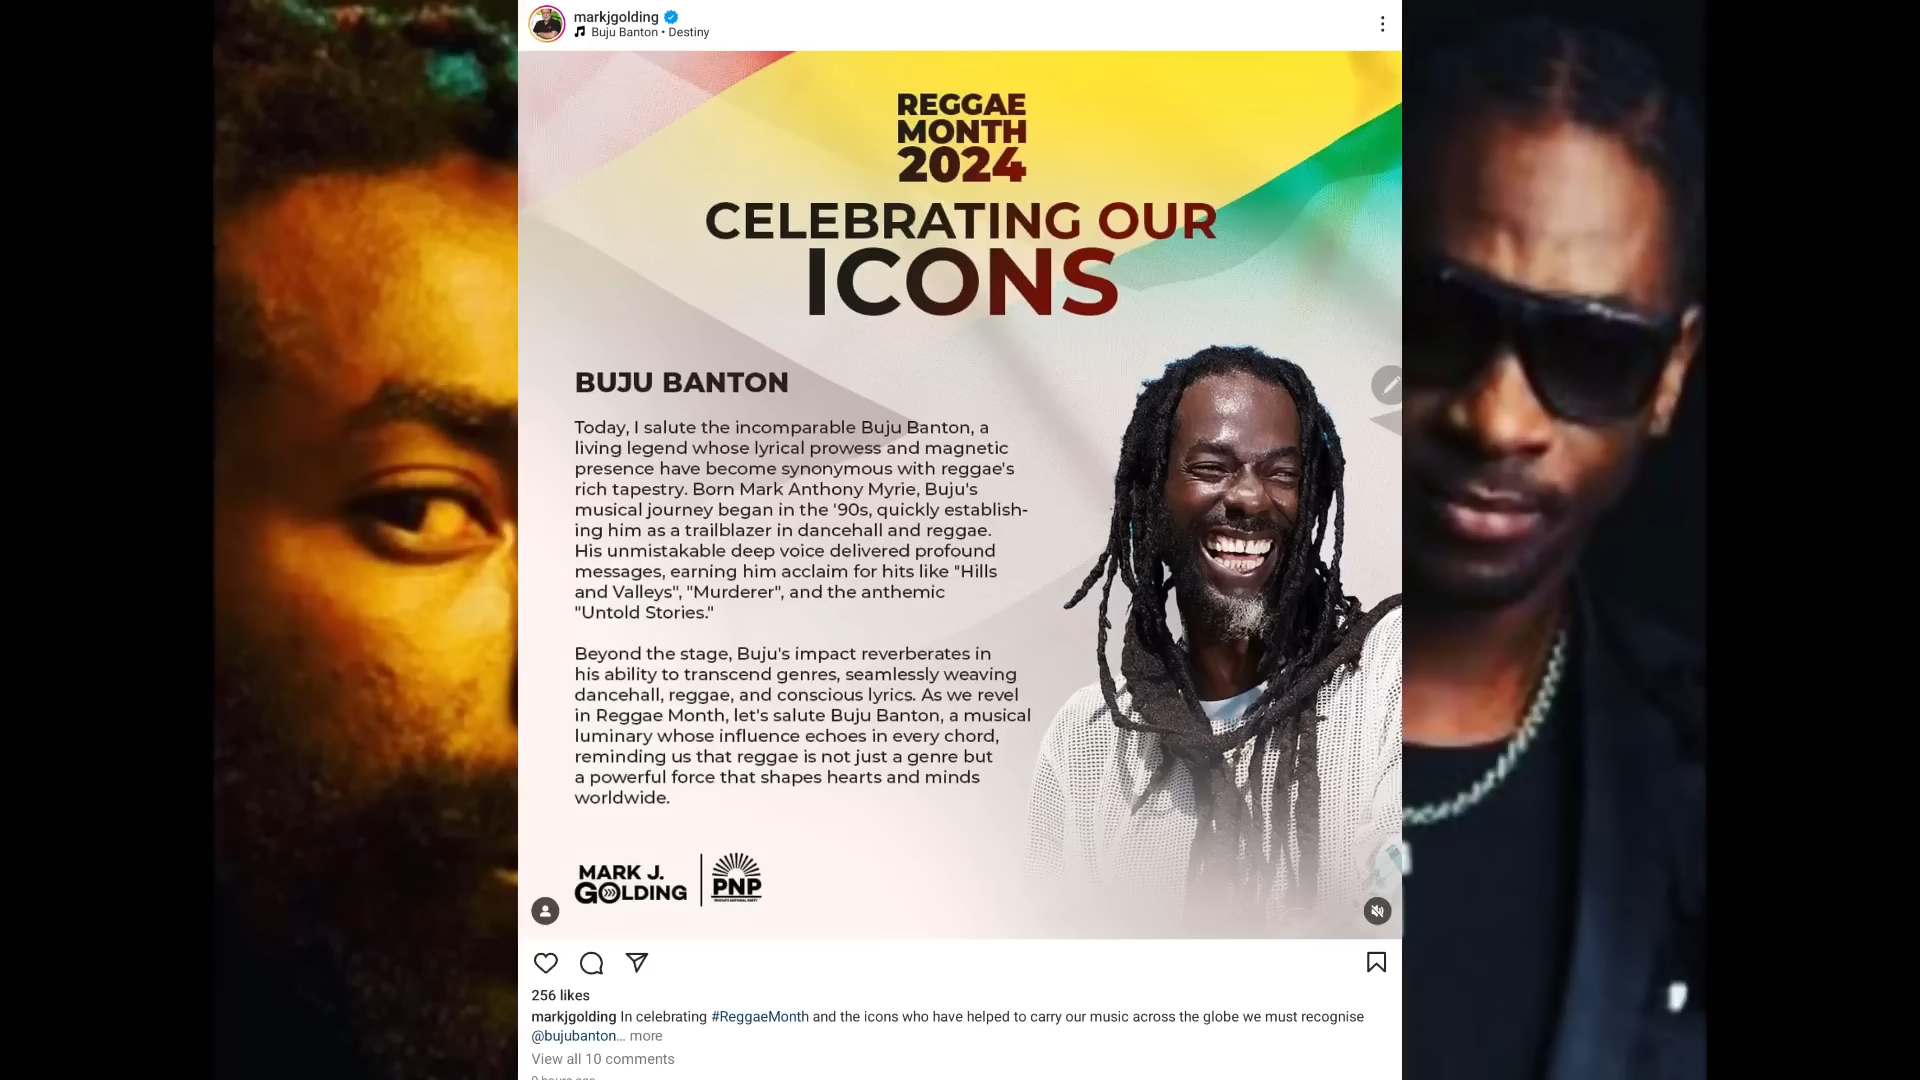 markjgolding
Buju Banton • Destiny
REGGAE
MONTH
2024
CELEBRATING OUR
ICONS
BUJU BANTON
Today, I salute the incomparable Buju Banton, a
living legend whose lyrical prowess and magnetic
presence have become synonymous with reggae's
rich tapestry. Born Mark Anthony Myrie, Buju's
musical journey began in the '90s, quickly establish-
ing him as a trailblazer in dancehall and reggae.
His unmistakable deep voice delivered profound
messages, earning him acclaim for hits like "Hills
and Valleys", "Murderer", and the anthemic
"Untold Stories."
Beyond the stage, Buju's impact reverberates in
his ability to transcend genres, seamlessly weaving
dancehall, reggae, and conscious lyrics. As we revel
in Reggae Month, let's salute Buju Banton, a musical
luminary whose influence echoes in every chord,
reminding us that reggae is not just a genre but
a powerful force that shapes hearts and minds
worldwide.
MARK J.
GOLDING
PNP
256 likes
markjgolding In celebrating #ReggaeMonth and the icons who have helped to carry our music across the globe we must recognise
@bujubanton... more
View all 10 comments